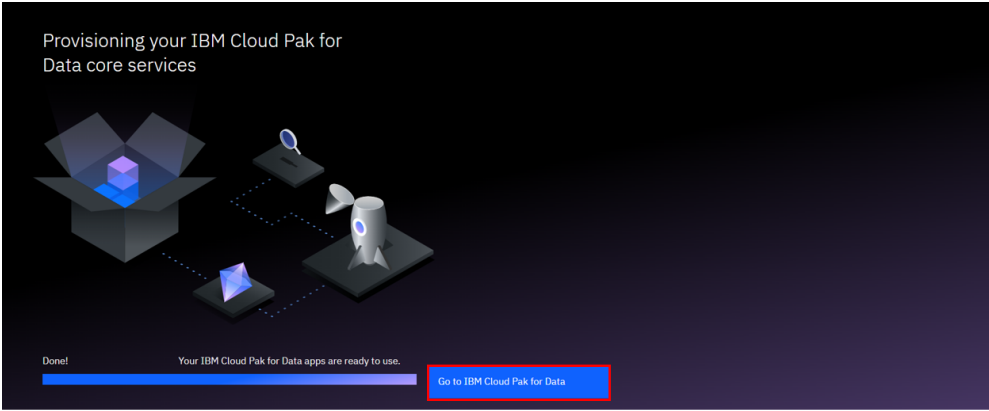 Provisioning your IBM Cloud Pak for
Data core services
Done!
Your IBM Cloud Pak for Data apps are ready to use.
Go to IBM Cloud Pak for Data